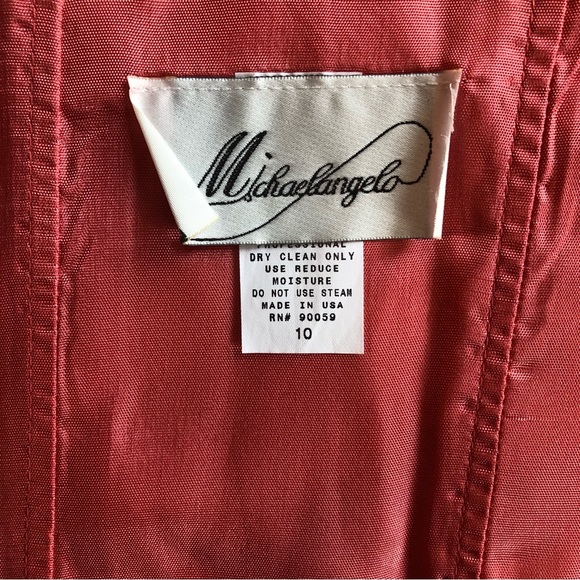 Michaelangelo
PROFESSIONAL
DRY CLEAN ONLY
USE REDUCE
MOISTURE
DO NOT USE STEAM
MADE IN USA
RN# 90059
10